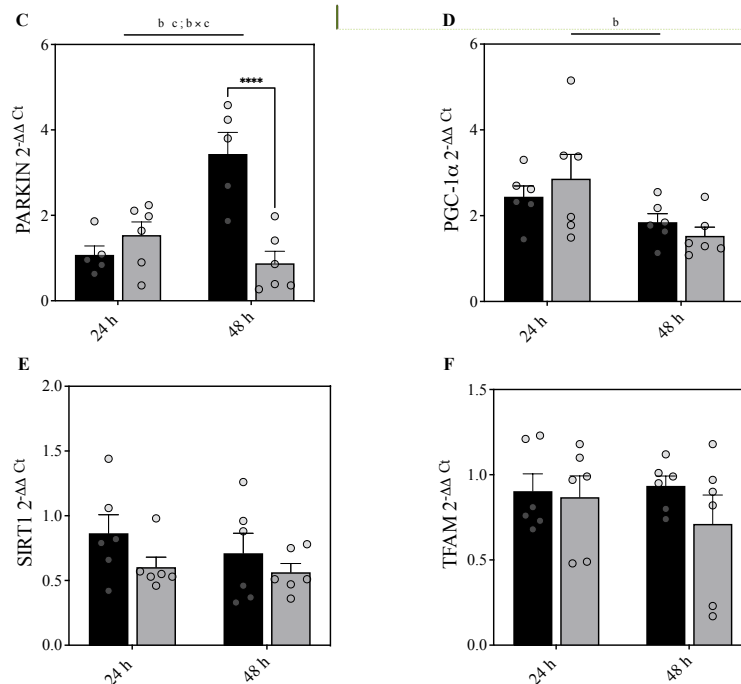 C
b c ; b × c
PARKIN 2-ΔΔ Ct
6
4
2
0
****
24 h
48 h
D
b
PGC-1α 2-ΔΔ Ct
6
4
2
0
24 h
48 h
E
SIRT1 2-ΔΔ Ct
2.0
1.5
1.0
0.5
0.0
24 h
48 h
F
TFAM 2-ΔΔ Ct
1.5
1.0
0.5
0.0
24 h
48 h